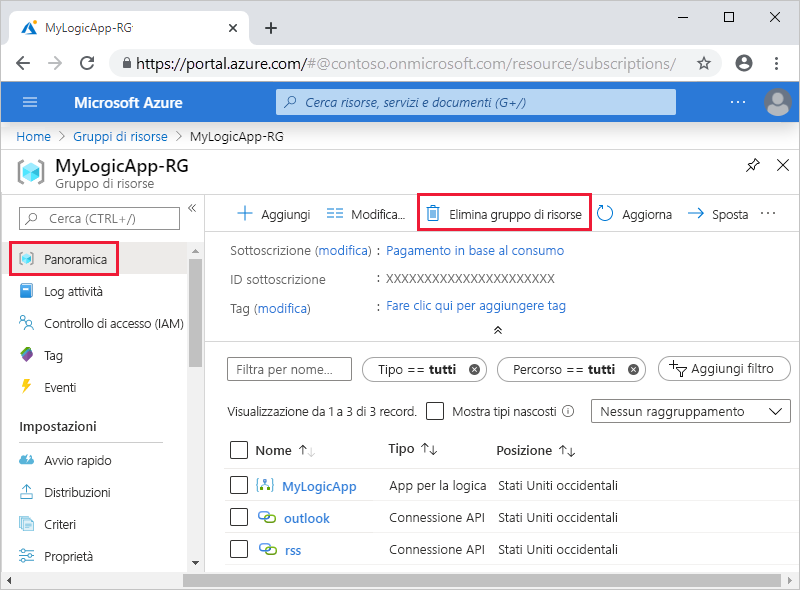 MyLogicApp-RG
https://portal.azure.com/#@contoso.onmicrosoft.com/resource/subscriptions/
Microsoft Azure
Cerca risorse, servizi e documenti (G+/)
Home > Gruppi di risorse > MyLogicApp-RG
MyLogicApp-RG
Gruppo di risorse
Cerca (CTRL+/)
Panoramica
Log attività
Controllo di accesso (IAM)
Tag
Eventi
Impostazioni
Avvio rapido
Distribuzioni
Criteri
Proprietà
Aggiungi Modifica... Elimina gruppo di risorse Aggiorna Sposta ...
Sottoscrizione (modifica) : Pagamento in base al consumo
ID sottoscrizione : XXXXXXXXXXXXXXXXXXXXXXX
Tag (modifica) : Fare clic qui per aggiungere tag
Filtra per nome... Tipo == tutti Percorso == tutti Aggiungi filtro
Visualizzazione da 1 a 3 di 3 record. Mostra tipi nascosti Nessun raggruppamento
Nome Tipo Posizione
MyLogicApp App per la logica Stati Uniti occidentali
outlook Connessione API Stati Uniti occidentali
rss Connessione API Stati Uniti occidentali